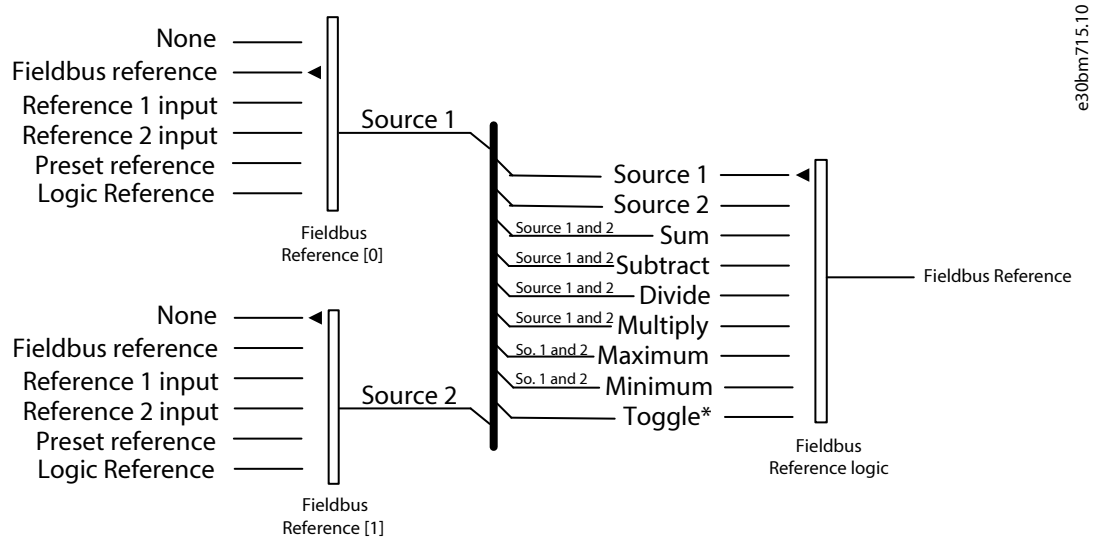 e30bm715.10
None
Fieldbus reference
Reference 1 input
Reference 2 input
Preset reference
Logic Reference
Fieldbus
Reference [0]
Source 1
None
Fieldbus reference
Reference 1 input
Reference 2 input
Preset reference
Logic Reference
Fieldbus
Reference [1]
Source 2
Source 1
Source 2
Source 1 and 2 Sum
Source 1 and 2 Subtract
Source 1 and 2 Divide
Source 1 and 2 Multiply
So. 1 and 2 Maximum
So. 1 and 2 Minimum
Toggle*
Fieldbus
Reference logic
Fieldbus Reference